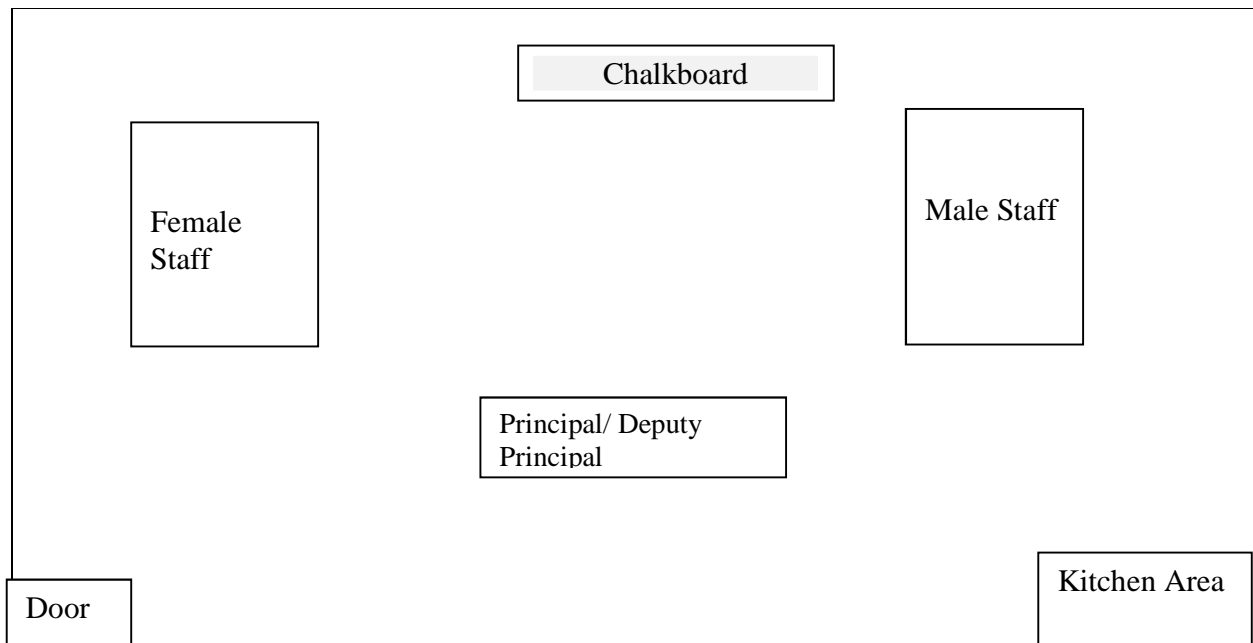 Chalkboard
Female
Staff
Male Staff
Principal/ Deputy
Principal
Door
Kitchen Area